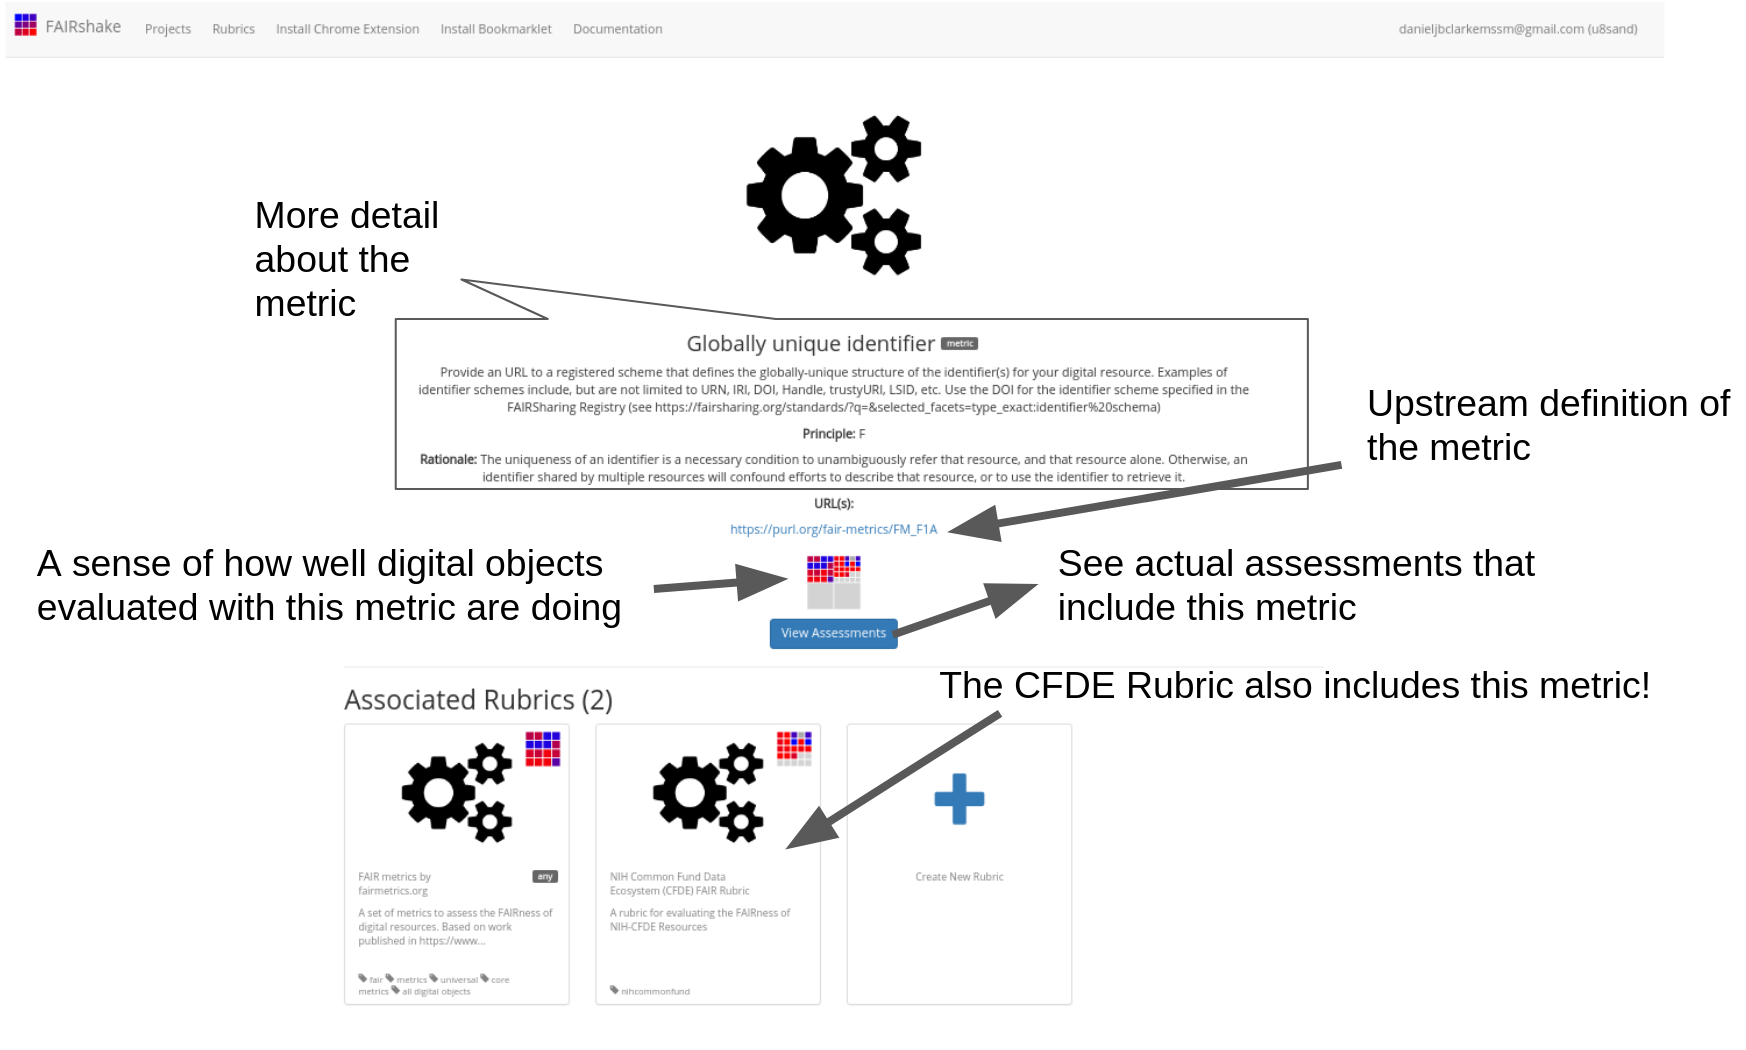 FAIRshake Projects Rubrics Install Chrome Extension Install Bookmarklet Documentation danieljbclarkemssm@gmail.com (u8sand)
More detail
about the
metric
Globally unique identifier metric
Provide an URL to a registered scheme that defines the globally-unique structure of the identifier(s) for your digital resource. Examples of
identifier schemes include, but are not limited to URN, IRI, DOI, Handle, trustyURI, LSID, etc. Use the DOI for the identifier scheme specified in the
FAIRSharing Registry (see https://fairsharing.org/standards/?q=&selected_facets=type_exact:identifier%20schema)
Principle: F
Rationale: The uniqueness of an identifier is a necessary condition to unambiguously refer that resource, and that resource alone. Otherwise, an
identifier shared by multiple resources will confound efforts to describe that resource, or to use the identifier to retrieve it.
Upstream definition of
the metric
URL(s):
https://purl.org/fair-metrics/FM_F1A
A sense of how well digital objects
evaluated with this metric are doing
See actual assessments that
include this metric
View Assessments
The CFDE Rubric also includes this metric!
Associated Rubrics (2)
FAIR metrics by
fairmetrics.org
any
A set of metrics to assess the FAIRness of
digital resources. Based on work
published in https://www...
fair metrics universal core
metrics all digital objects
NIH Common Fund Data
Ecosystem (CFDE) FAIR Rubric
A rubric for evaluating the FAIRness of
NIH-CFDE Resources
nihcommonfund
Create New Rubric